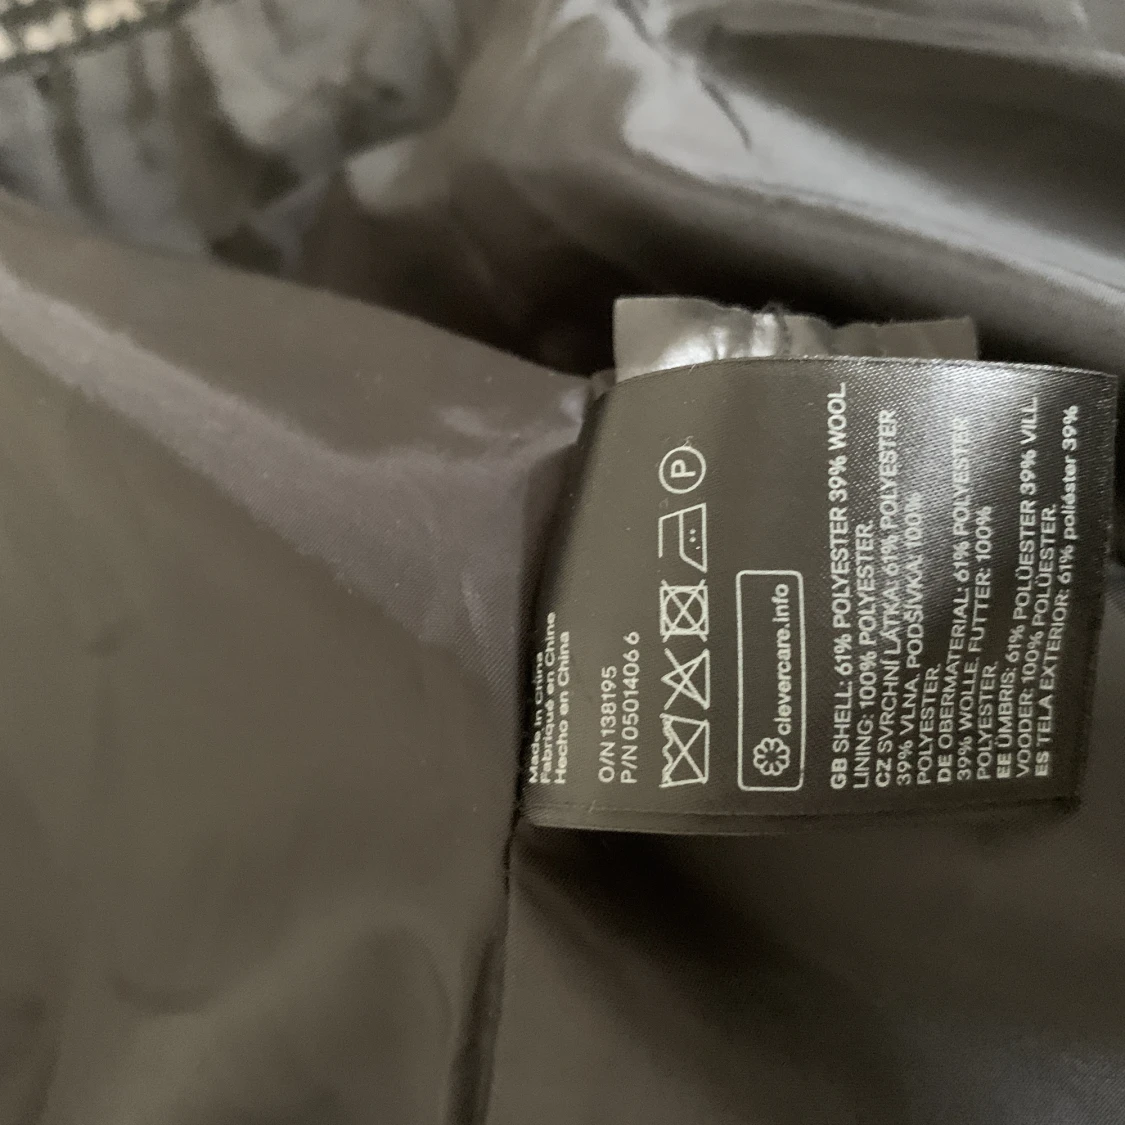 Made in China
Fabriqué en Chine
Hecho en China
O/N 138195
P/N 0501406 6
P
clevercare.info
GB SHELL: 61% POLYESTER 39% WOOL
LINING: 100% POLYESTER.
CZ SVRCHNÍ LÁTKA: 61% POLYESTER
39% VLNA. PODŠÍVKA: 100%
POLYESTER.
DE OBERMATERIAL: 61% POLYESTER
39% WOLLE. FUTTER: 100%
POLYESTER.
EE ÜMBRIS: 61% POLÜESTER 39% VILL.
VOODER: 100% POLÜESTER.
ES TELA EXTERIOR: 61% poliéster 39%